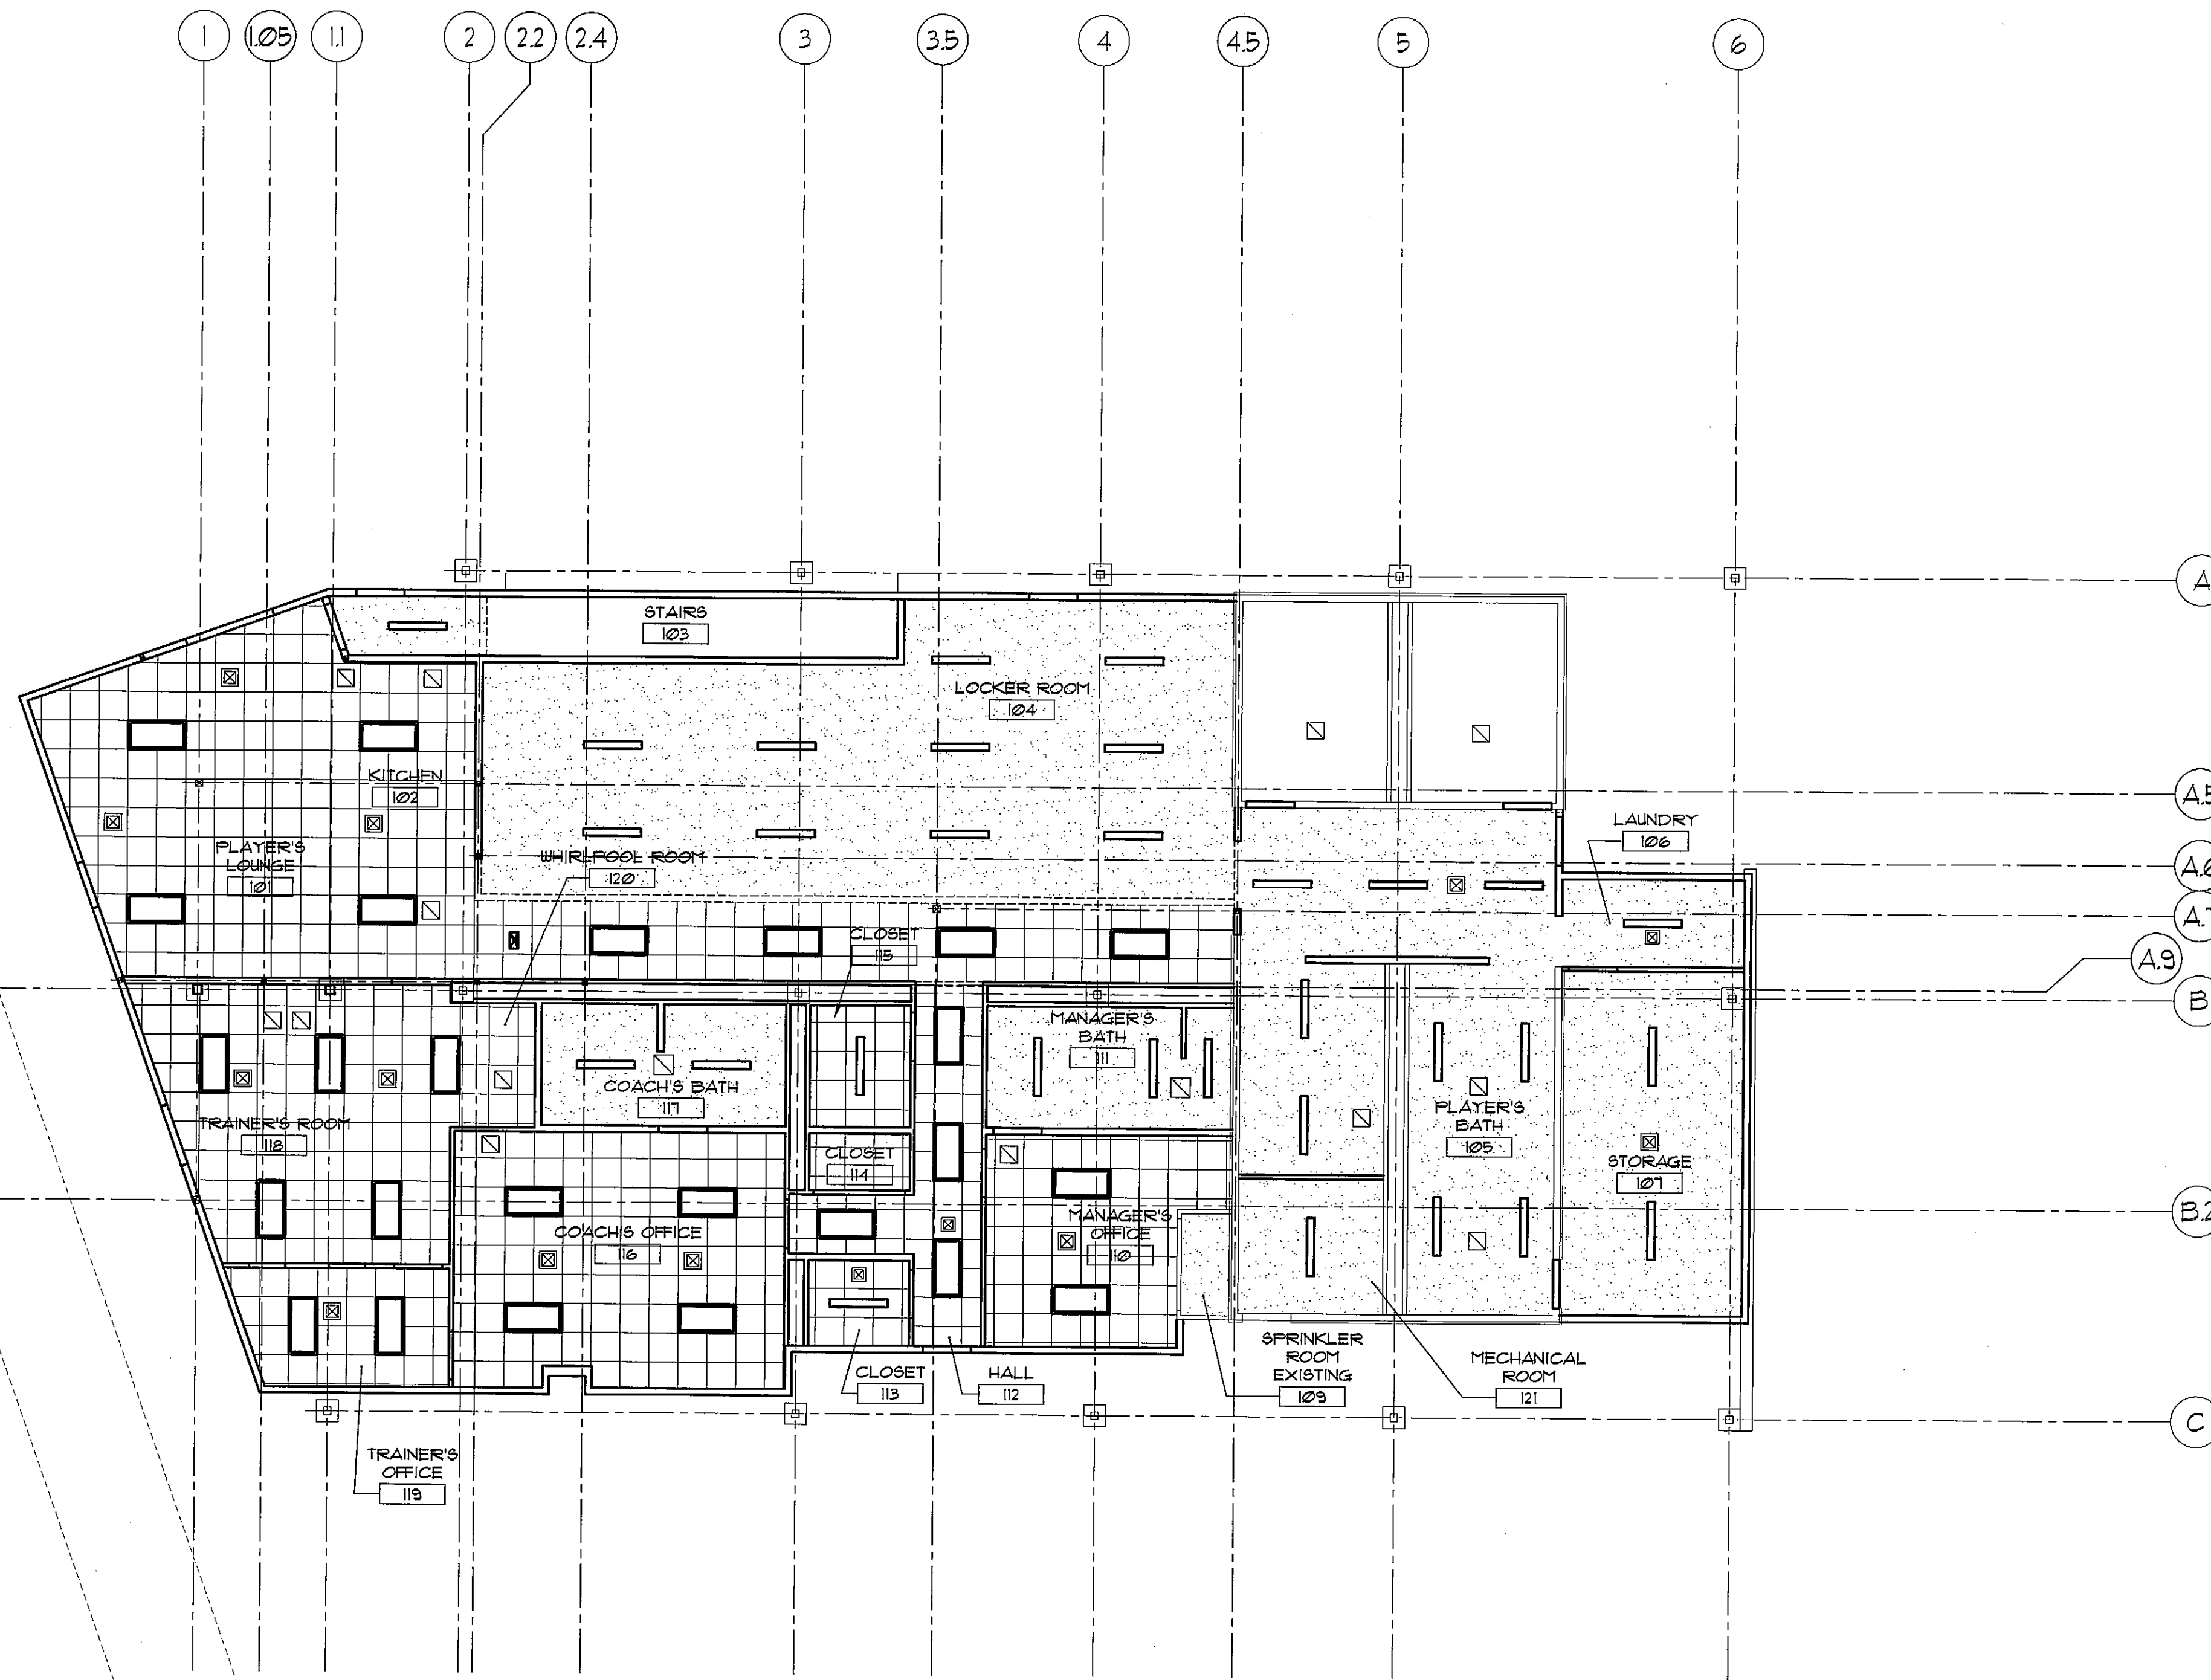 1
1.05
1.1
2
2.2
2.4
3
3.5
4
4.5
5
6
A
STAIRS
103
LOCKER ROOM
104
KITCHEN
102
A.5
LAUNDRY
106
PLAYER'S
LOUNGE
101
WHIRLPOOL ROOM
120
A.6
CLOSET
115
A.9
B
MANAGER'S
BATH
111
COACH'S BATH
117
TRAINER'S ROOM
118
PLAYER'S
BATH
105
CLOSET
114
STORAGE
107
MANAGER'S
OFFICE
110
COACH'S OFFICE
116
B.2
SPRINKLER
ROOM
EXISTING
109
MECHANICAL
ROOM
121
CLOSET
113
HALL
112
C
TRAINER'S
OFFICE
119